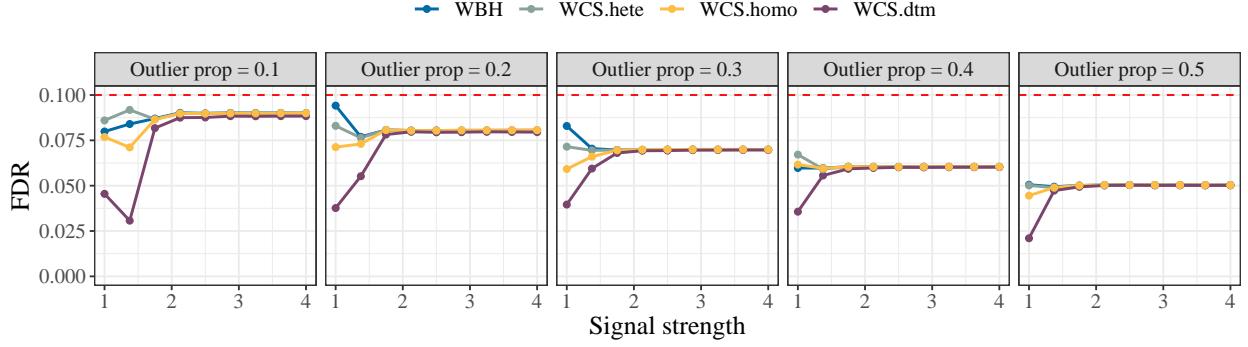 WBH WCS.hete WCS.homo WCS.dtm
Outlier prop = 0.1 Outlier prop = 0.2 Outlier prop = 0.3 Outlier prop = 0.4 Outlier prop = 0.5
0.100
0.075
0.050
0.025
0.000
FDR
1 2 3 4 1 2 3 4 1 2 3 4 1 2 3 4 1 2 3 4
Signal strength